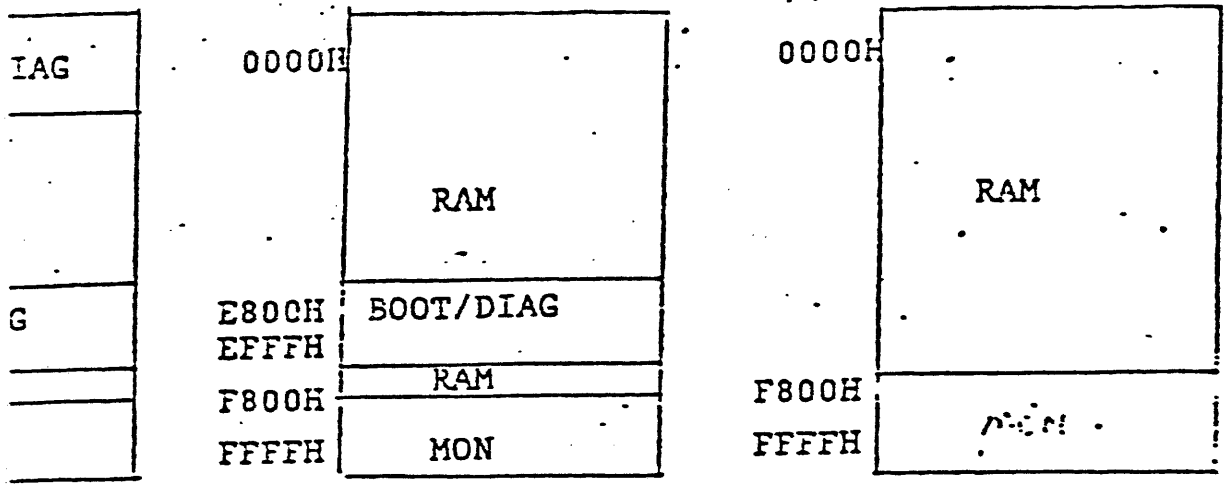 IAG
G
0000H
RAM
E800H BOOT/DIAG
EFFFH
RAM
F800H
FFFFH MON
0000H
RAM
F800H
FFFFH